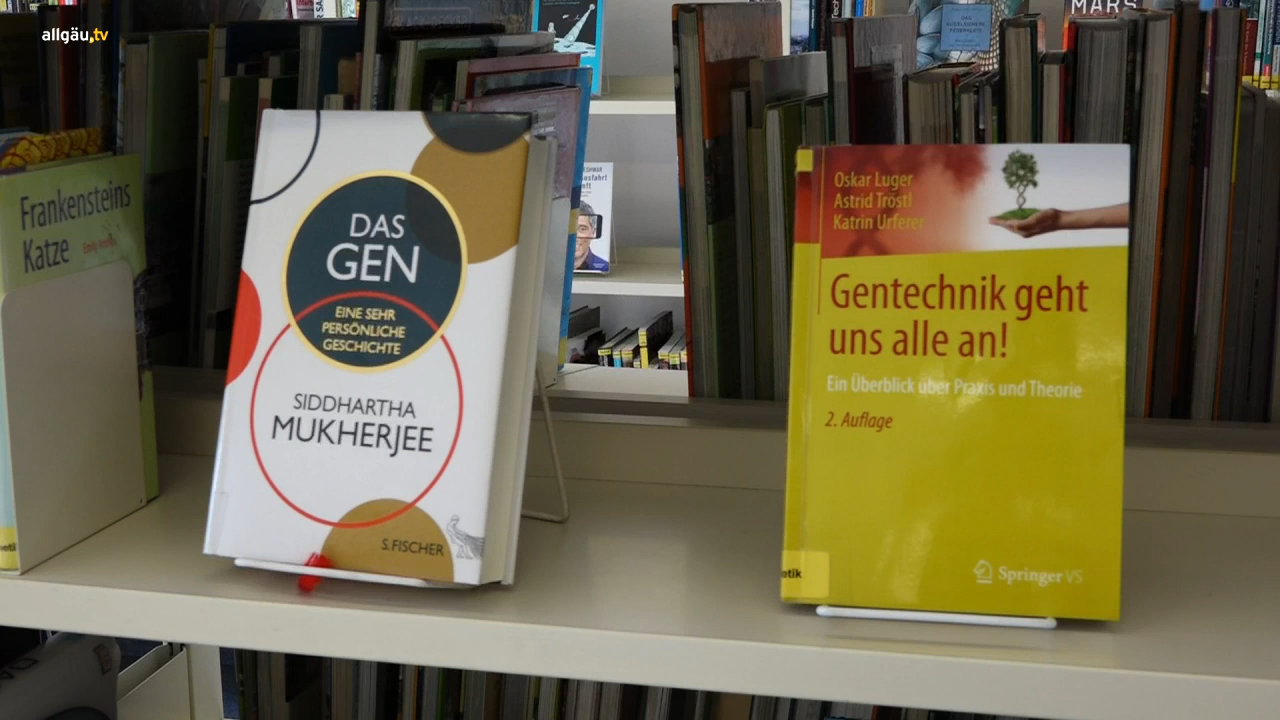 allgäu.tv
MARS
Frankensteins
Katze
DAS
GEN
EINE SEHR
PERSÖNLICHE
GESCHICHTE
SIDDHARTHA
MUKHERJEE
S. FISCHER
Oskar Luger
Astrid Tröstl
Katrin Urferer
Gentechnik geht
uns alle an!
Ein Überblick über Praxis und Theorie
2. Auflage
etik
Springer VS